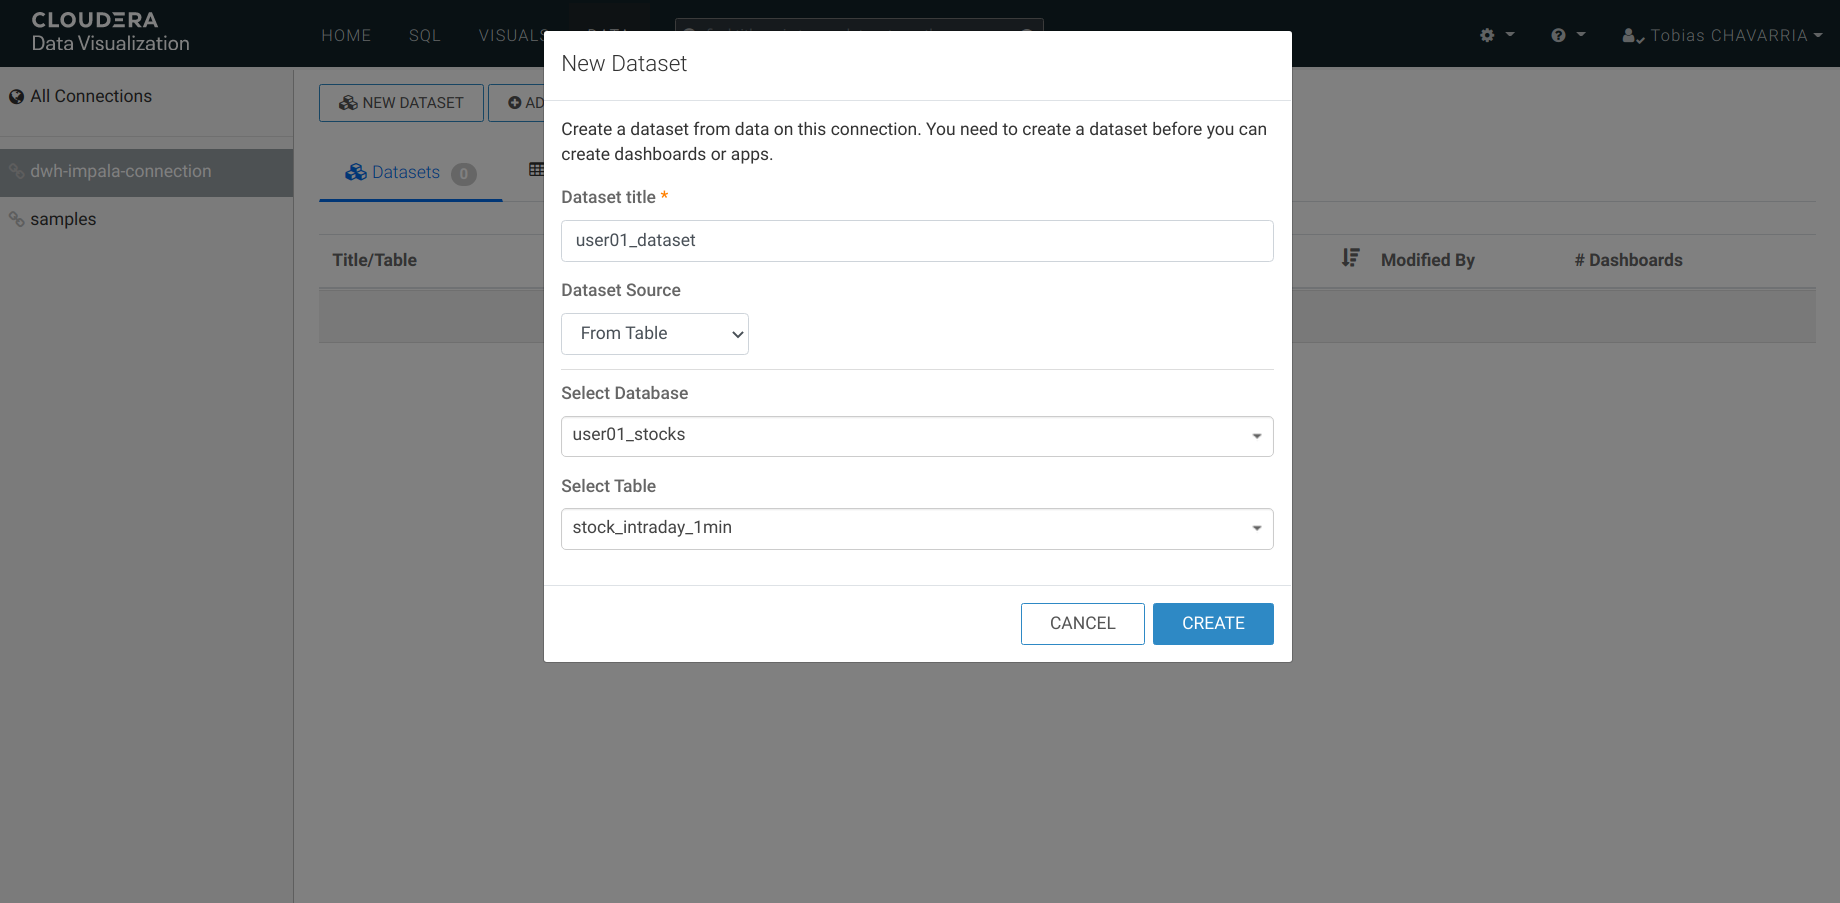 CLOUDERA
Data Visualization
HOME SQL VISUALS DATA
Tobias CHAVARRIA
All Connections
dwh-impala-connection
samples
NEW DATASET
AD
Datasets 0
Title/Table
Modified By
# Dashboards
New Dataset
Create a dataset from data on this connection. You need to create a dataset before you can
create dashboards or apps.
Dataset title *
user01_dataset
Dataset Source
From Table
Select Database
user01_stocks
Select Table
stock_intraday_1min
CANCEL CREATE